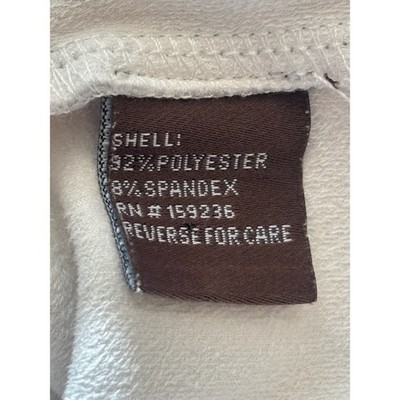 SHELL:
92%POLYESTER
8%SPANDEX
RN # 159236
REVERSE FOR CARE